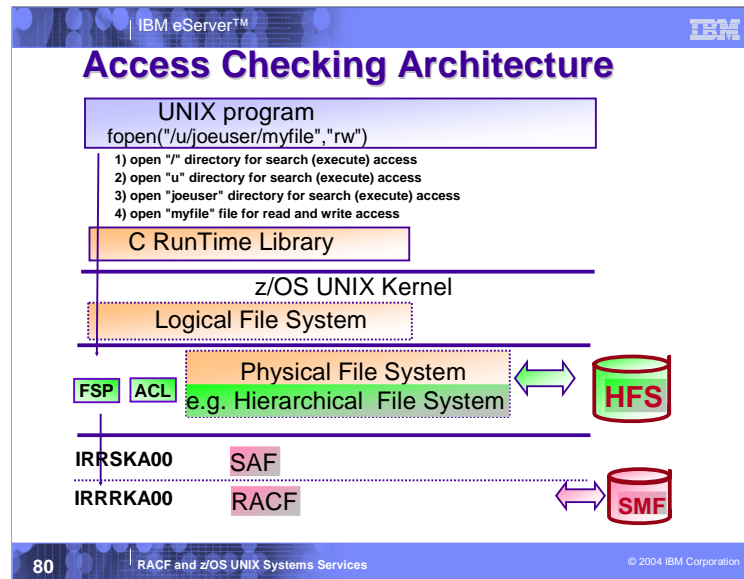 IBM eServer™
IBM
Access Checking Architecture
UNIX program
fopen("/u/joeuser/myfile","rw")
1) open "/" directory for search (execute) access
2) open "u" directory for search (execute) access
3) open "joeuser" directory for search (execute) access
4) open "myfile" file for read and write access
C RunTime Library
z/OS UNIX Kernel
Logical File System
FSP
ACL
Physical File System
e.g. Hierarchical File System
HFS
IRRSKA00
SAF
IRRRKA00
RACF
SMF
80
RACF and z/OS UNIX Systems Services
© 2004 IBM Corporation